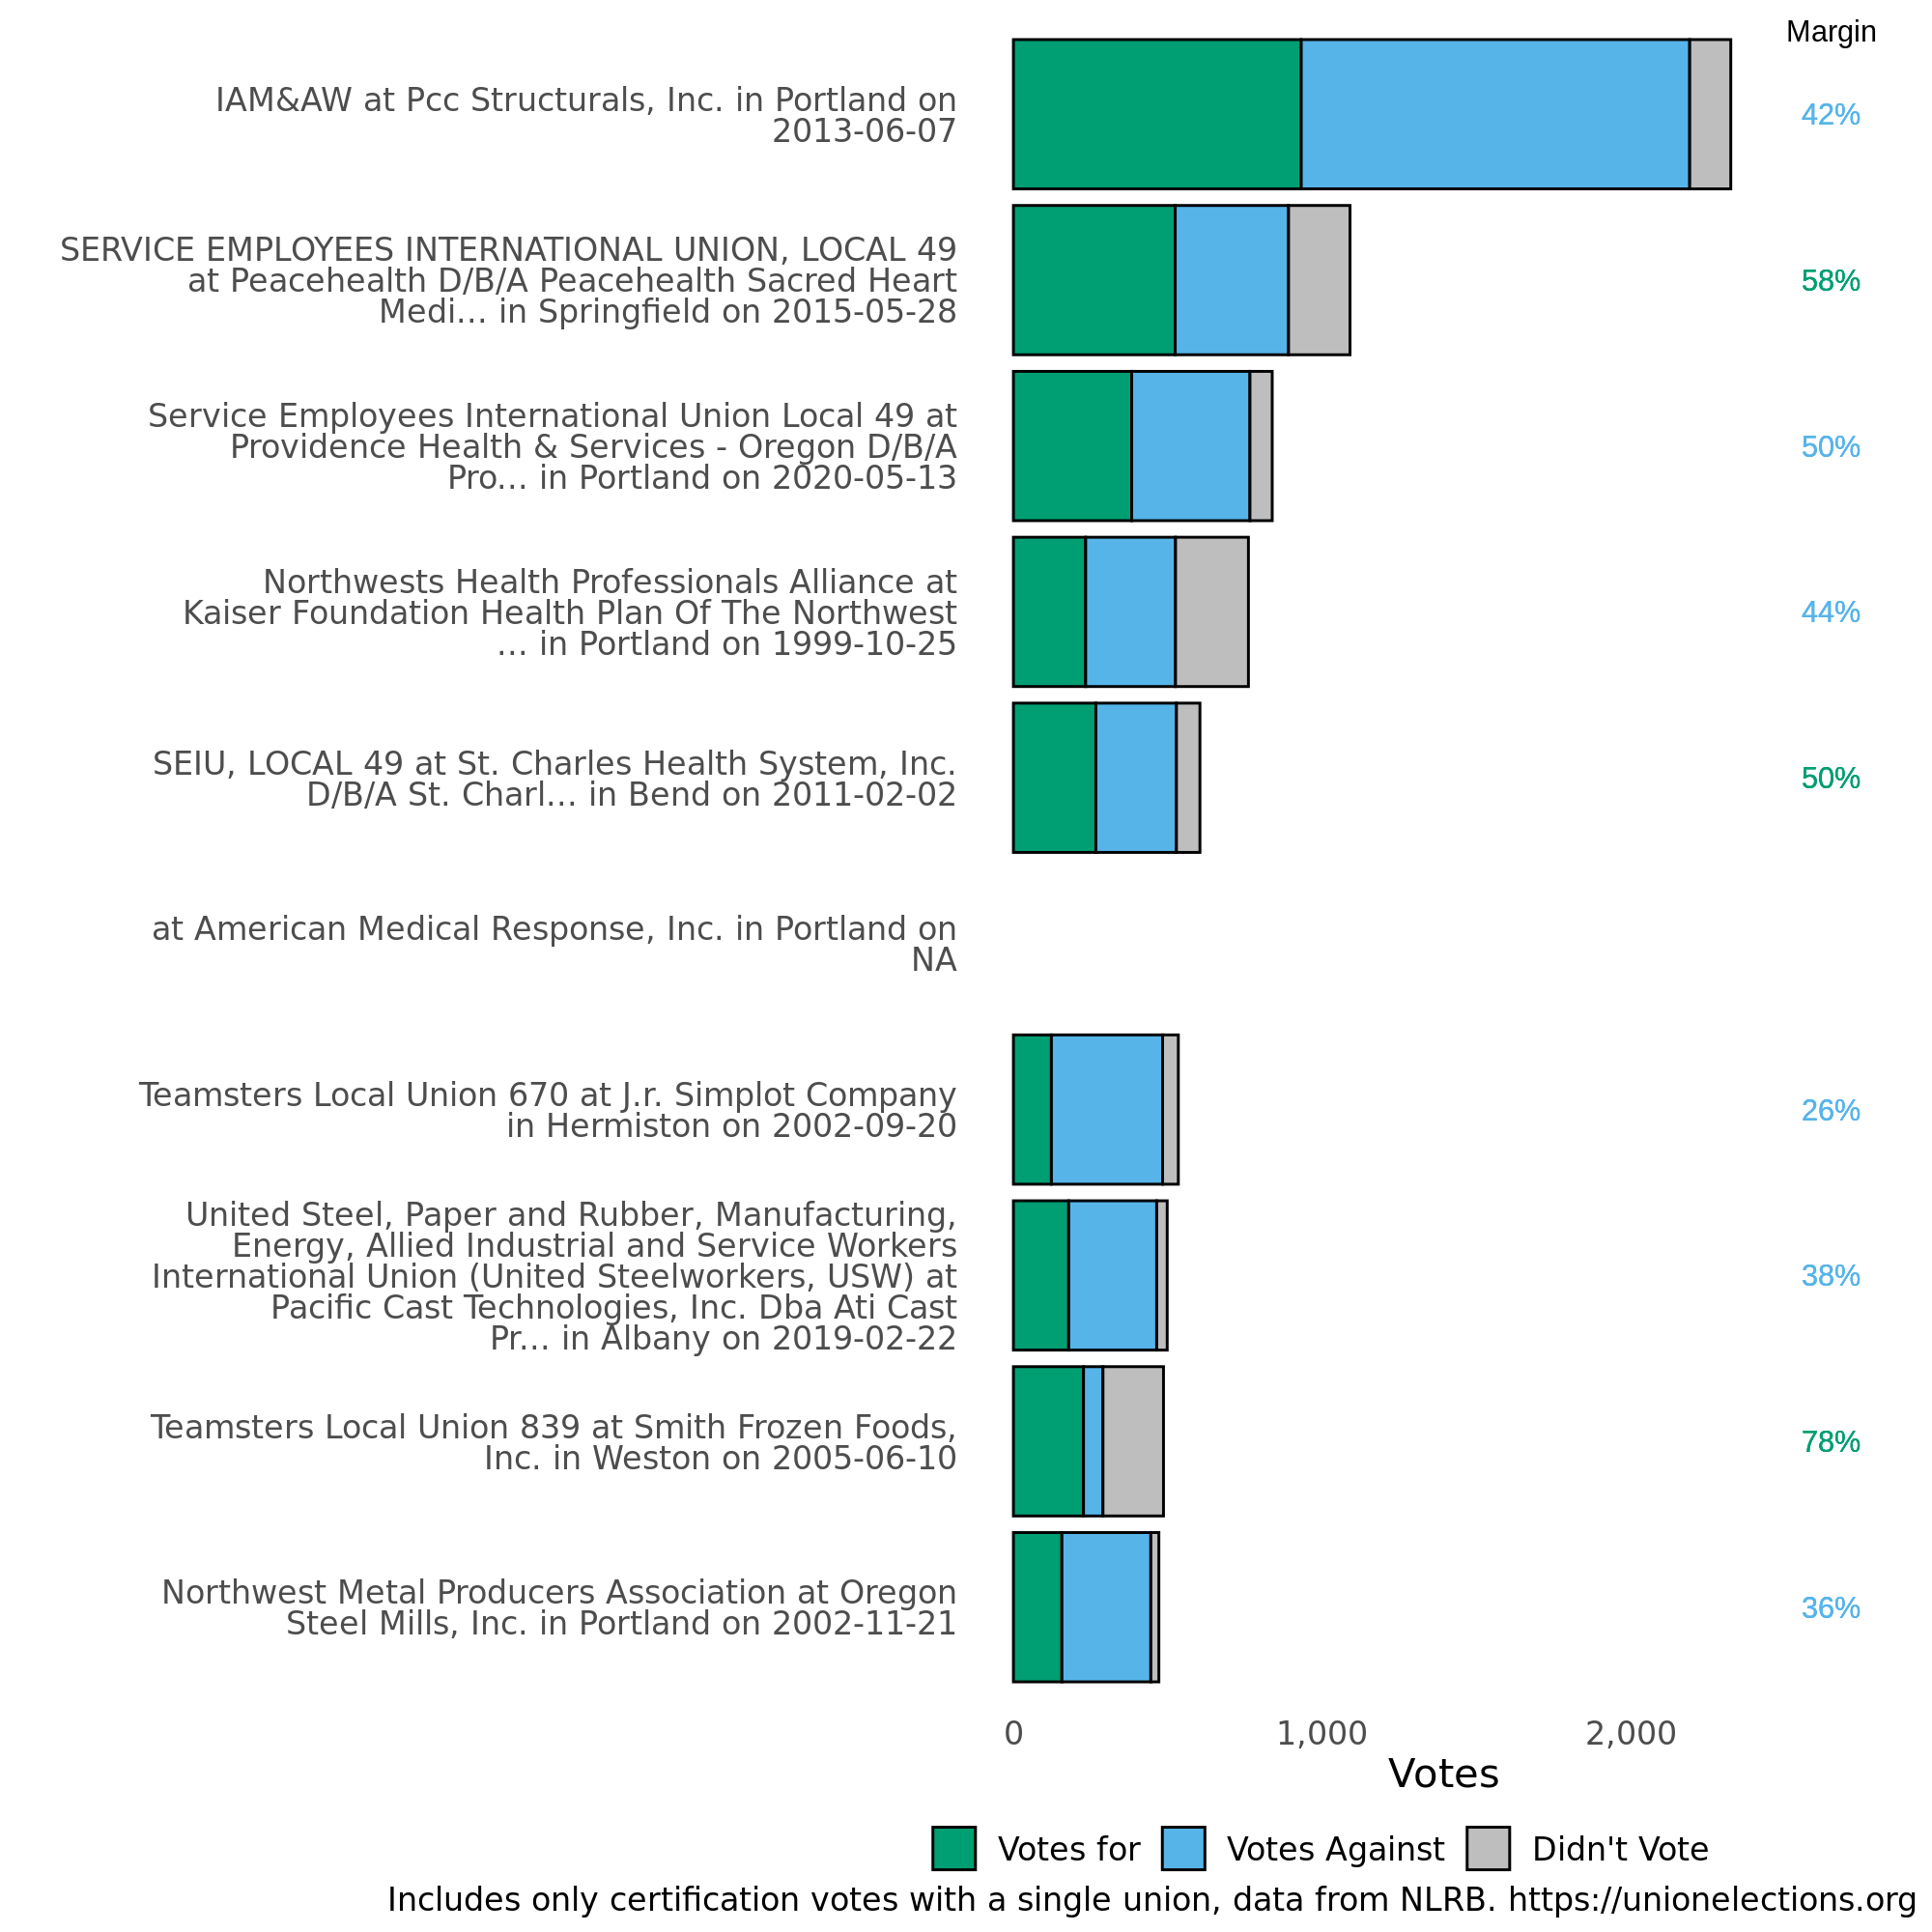 Margin
IAM&AW at Pcc Structurals, Inc. in Portland on
2013-06-07
42%
SERVICE EMPLOYEES INTERNATIONAL UNION, LOCAL 49
at Peacehealth D/B/A Peacehealth Sacred Heart
Medi... in Springfield on 2015-05-28
58%
Service Employees International Union Local 49 at
Providence Health & Services - Oregon D/B/A
Pro... in Portland on 2020-05-13
50%
Northwests Health Professionals Alliance at
Kaiser Foundation Health Plan Of The Northwest
... in Portland on 1999-10-25
44%
SEIU, LOCAL 49 at St. Charles Health System, Inc.
D/B/A St. Charl... in Bend on 2011-02-02
50%
at American Medical Response, Inc. in Portland on
NA
Teamsters Local Union 670 at J.r. Simplot Company
in Hermiston on 2002-09-20
26%
United Steel, Paper and Rubber, Manufacturing,
Energy, Allied Industrial and Service Workers
International Union (United Steelworkers, USW) at
Pacific Cast Technologies, Inc. Dba Ati Cast
Pr... in Albany on 2019-02-22
38%
Teamsters Local Union 839 at Smith Frozen Foods,
Inc. in Weston on 2005-06-10
78%
Northwest Metal Producers Association at Oregon
Steel Mills, Inc. in Portland on 2002-11-21
36%
0 1,000 2,000
Votes
Votes for Votes Against Didn't Vote
Includes only certification votes with a single union, data from NLRB. https://unionelections.org